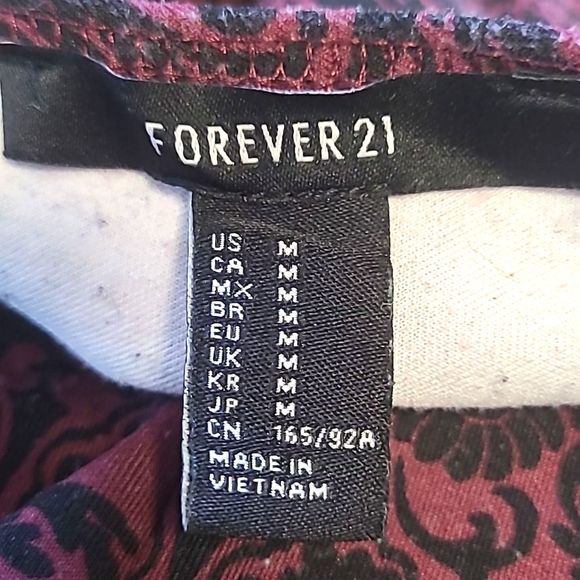 FOREVER 21
US M
CA M
MX M
BR M
EU M
UK M
KR M
JP M
CN 165/92A
MADE IN
VIETNAM